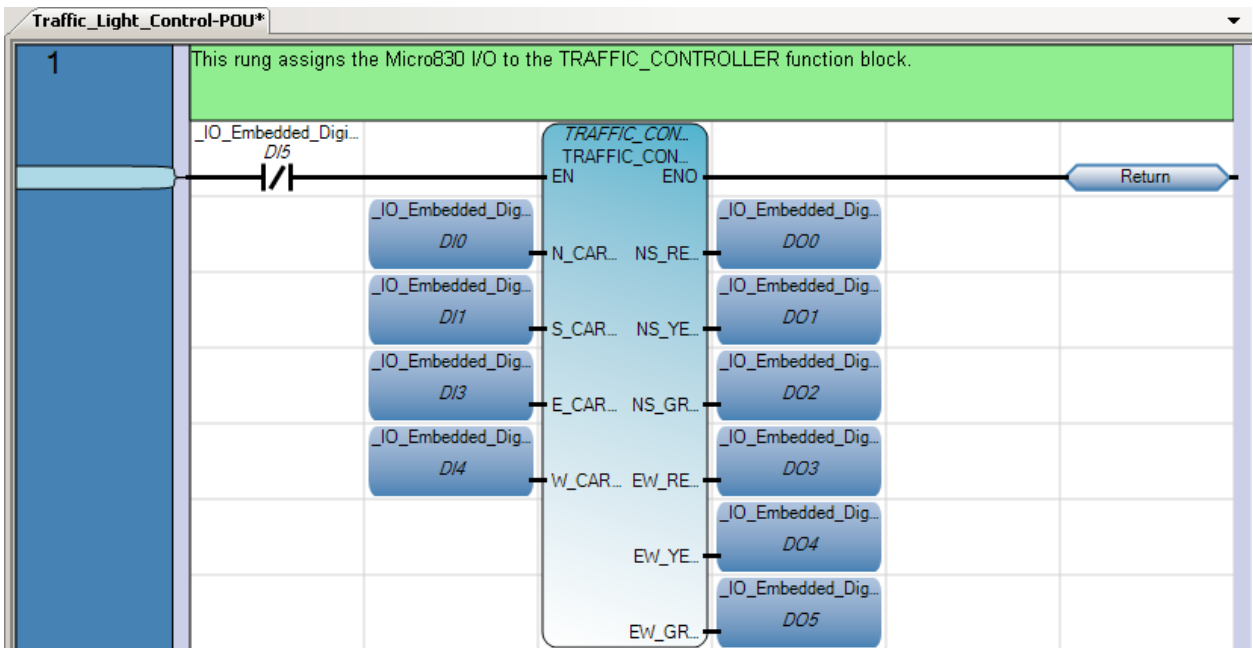 Traffic_Light_Control-POU*
1
This rung assigns the Micro830 I/O to the TRAFFIC_CONTROLLER function block.
_IO_Embedded_Digi...
DI5
TRAFFIC_CON...
TRAFFIC_CON...
EN ENO
Return
_IO_Embedded_Dig... _IO_Embedded_Dig...
DI0 DO0
N_CAR... NS_RE...
_IO_Embedded_Dig... _IO_Embedded_Dig...
DI1 DO1
S_CAR... NS_YE...
_IO_Embedded_Dig... _IO_Embedded_Dig...
DI3 DO2
E_CAR... NS_GR...
_IO_Embedded_Dig... _IO_Embedded_Dig...
DI4 DO3
W_CAR... EW_RE...
_IO_Embedded_Dig...
DO4
EW_YE...
_IO_Embedded_Dig...
DO5
EW_GR...